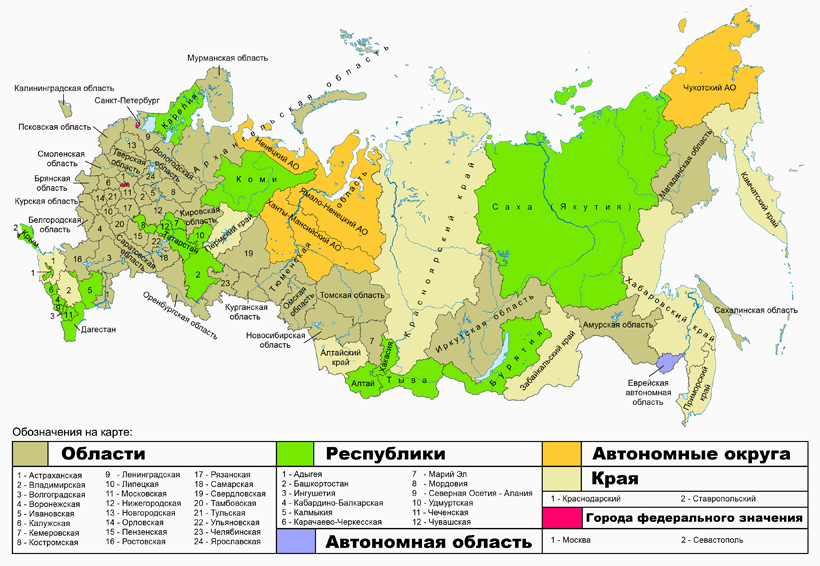 Мурманская область
Калининградская область
Санкт-Петербург
Карелия
Архангельская область
Чукотский АО
Псковская область
Ненецкий АО
Смоленская
область
Тверская
область
Вологодская
область
Коми
Магаданская область
Брянская
область
Ямало-Ненецкий АО
Камчатский край
Курская область
Кировская
область
Ханты-Мансийский АО
Саха (Якутия)
Белгородская
область
Татарстан
Пермский край
Красноярский край
Крым
Саратовская
область
Тюменская область
Хабаровский край
Оренбургская область
Курганская
область
Омская
область
Томская область
Иркутская область
Амурская область
Сахалинская область
Дагестан
Новосибирская
область
Алтайский
край
Хакасия
Алтай
Тыва
Бурятия
Забайкальский край
Еврейская
автономная
область
Приморский
край
Обозначения на карте:
Области
1 - Астраханская
2 - Владимирская
3 - Волгоградская
4 - Воронежская
5 - Ивановская
6 - Калужская
7 - Кемеровская
8 - Костромская
9 - Ленинградская
10 - Липецкая
11 - Московская
12 - Нижегородская
13 - Новгородская
14 - Орловская
15 - Пензенская
16 - Ростовская
17 - Рязанская
18 - Самарская
19 - Свердловская
20 - Тамбовская
21 - Тульская
22 - Ульяновская
23 - Челябинская
24 - Ярославская
Республики
1 - Адыгея
2 - Башкортостан
3 - Ингушетия
4 - Кабардино-Балкарская
5 - Калмыкия
6 - Карачаево-Черкесская
7 - Марий Эл
8 - Мордовия
9 - Северная Осетия - Алания
10 - Удмуртская
11 - Чеченская
12 - Чувашская
Автономная область
Автономные округа
Края
1 - Краснодарский
2 - Ставропольский
Города федерального значения
1 - Москва
2 - Севастополь